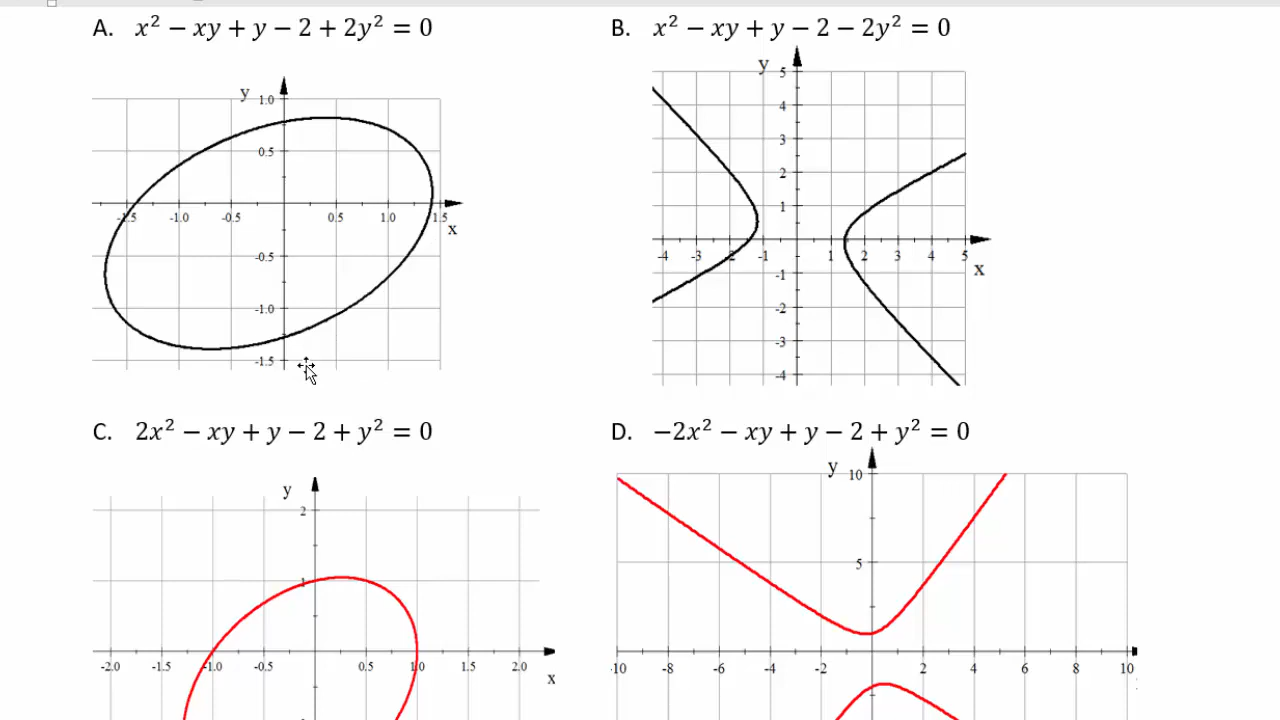 A. x² − xy + y − 2 + 2y² = 0
B. x² − xy + y − 2 − 2y² = 0
y
1.0
0.5
-1.5 -1.0 -0.5 0.5 1.0 1.5
x
-0.5
-1.0
-1.5
y
5
4
3
2
1
-4 -3 -2 -1 1 2 3 4 5
x
-1
-2
-3
-4
C. 2x² − xy + y − 2 + y² = 0
D. −2x² − xy + y − 2 + y² = 0
y
2
1
-2.0 -1.5 -1.0 -0.5 0.5 1.0 1.5 2.0
x
y
10
5
-10 -8 -6 -4 -2 2 4 6 8 10